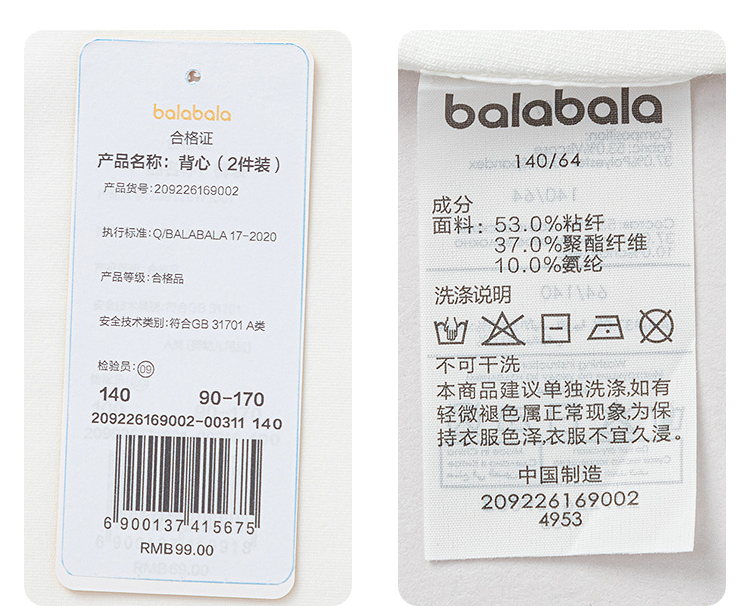 balabala
合格证
产品名称：背心（2件装）
产品货号：209226169002
执行标准：Q/BALABALA 17-2020
产品等级：合格品
安全技术类别：符合GB 31701 A类
检验员：09
140 90-170
209226169002-00311 140
6 900137 415675
RMB99.00
balabala
140/64
成分
面料：53.0%粘纤
37.0%聚酯纤维
10.0%氨纶
洗涤说明
不可干洗
本商品建议单独洗涤,如有
轻微褪色属正常现象,为保
持衣服色泽,衣服不宜久浸。
中国制造
209226169002
4953